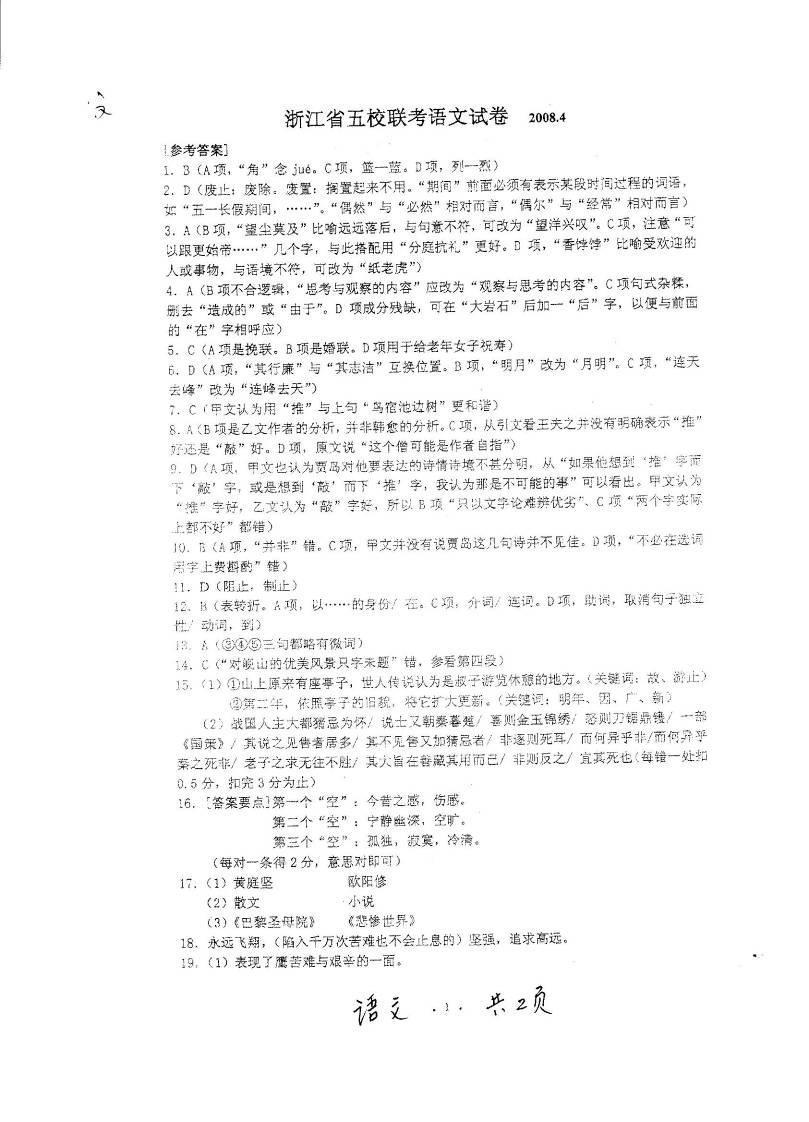 文
浙江省五校联考语文试卷 2008.4
[参考答案]
1. B（A项，“角”念 jué。C项，篮一蓝。D项，列一烈）
2. D（废止：废除。废置：搁置起来不用。“期间”前面必须有表示某段时间过程的词语，
如“五一长假期间，……”。“偶然”与“必然”相对而言，“偶尔”与“经常”相对而言）
3. A（B项，“望尘莫及”比喻远远落后，与句意不符，可改为“望洋兴叹”。C项，注意“可
以跟更始帝……”几个字，与此搭配用“分庭抗礼”更好。D 项，“香饽饽”比喻受欢迎的
人或事物，与语境不符，可改为“纸老虎”）
4. A（B项不合逻辑，“思考与观察的内容”应改为“观察与思考的内容”。C项句式杂糅，
删去“造成的”或“由于”。D 项成分残缺，可在“大岩石”后加一“后”字，以便与前面
的“在”字相呼应）
5. C（A项是挽联。B项是婚联。D项用于给老年女子祝寿）
6. D（A项，“其行廉”与“其志洁”互换位置。B项，“明月”改为“月明”。C项，“连天
去峰”改为“连峰去天”）
7. C（甲文认为用“推”与上句“鸟宿池边树”更和谐）
8. A（B项是乙文作者的分析，并非韩愈的分析。C项，从引文看王夫之并没有明确表示“推”
好还是“敲”好。D项，原文说“这个僧可能是作者自指”）
9. D（A项，甲文也认为贾岛对他要表达的诗情诗境不甚分明，从“如果他想到‘推’字而
下‘敲’字，或是想到‘敲’而下‘推’字，我认为那是不可能的事”可以看出。甲文认为
“推”字好，乙文认为“敲”字好，所以B项“只以文字论难辨优劣”、C项“两个字实际
上都不好”都错）
10. B（A项，“并非”错。C项，甲文并没有说贾岛这几句诗并不见佳。D项，“不必在选词
用字上费斟酌”错）
11. D（阻止，制止）
12. B（表转折。A项，以……的身份/ 在。C项，介词/ 连词。D项，助词，取消句子独立
性/ 动词，到）
13. A（③④⑤三句都略有微词）
14. C（“对岘山的优美风景只字未题”错，参看第四段）
15.（1）①山上原来有座亭子，世人传说认为是叔子游览休憩的地方。（关键词：故、游止）
②第二年，依照亭子的旧貌，将它扩大更新。（关键词：明年、因、广、新）
（2）战国人主大都猜忌为怀/ 说士又朝秦暮楚/ 喜则金玉锦绣/ 怒则刀锯鼎镬/ 一部
《国策》/ 其说之见售者居多/ 其不见售又加猜忌者/ 非逐则死耳/ 而何异乎非/而何异乎
秦之死非/ 老子之求无往不胜/ 其大旨在善藏其用而已/ 非则反之/ 宜其死也（每错一处扣
0.5分，扣完3分为止）
16. [答案要点]第一个“空”：今昔之感，伤感。
第二个“空”：宁静幽深，空旷。
第三个“空”：孤独，寂寞，冷清。
（每对一条得2分，意思对即可）
17.（1）黄庭坚 欧阳修
（2）散文 小说
（3）《巴黎圣母院》 《悲惨世界》
18. 永远飞翔，（陷入千万次苦难也不会止息的）坚强，追求高远。
19.（1）表现了鹰苦难与艰辛的一面。
语文 .1. 共2页